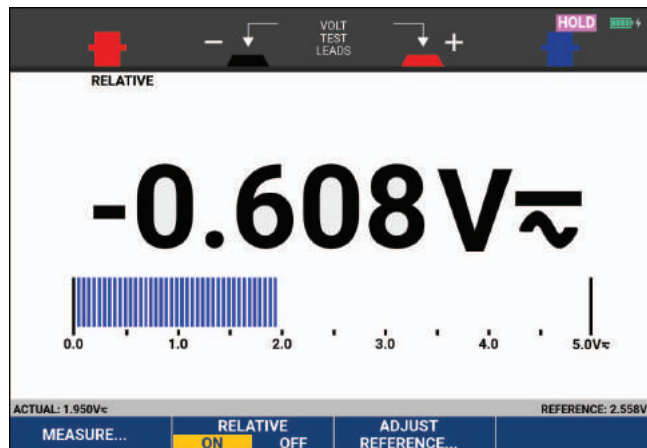 VOLT
TEST
LEADS
HOLD
− +
RELATIVE
-0.608V
0.0 1.0 2.0 3.0 4.0 5.0V
ACTUAL: 1.950V REFERENCE: 2.558V
MEASURE... RELATIVE ADJUST
ON OFF REFERENCE...